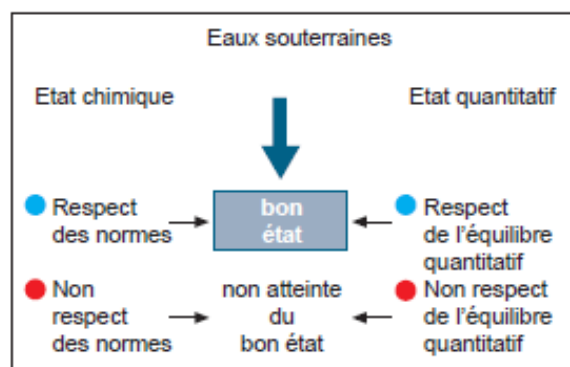 Eaux souterraines
Etat chimique
Etat quantitatif
Respect
des normes
bon
état
Respect
de l'équilibre
quantitatif
Non
respect
des normes
non atteinte
du
bon état
Non respect
de l'équilibre
quantitatif